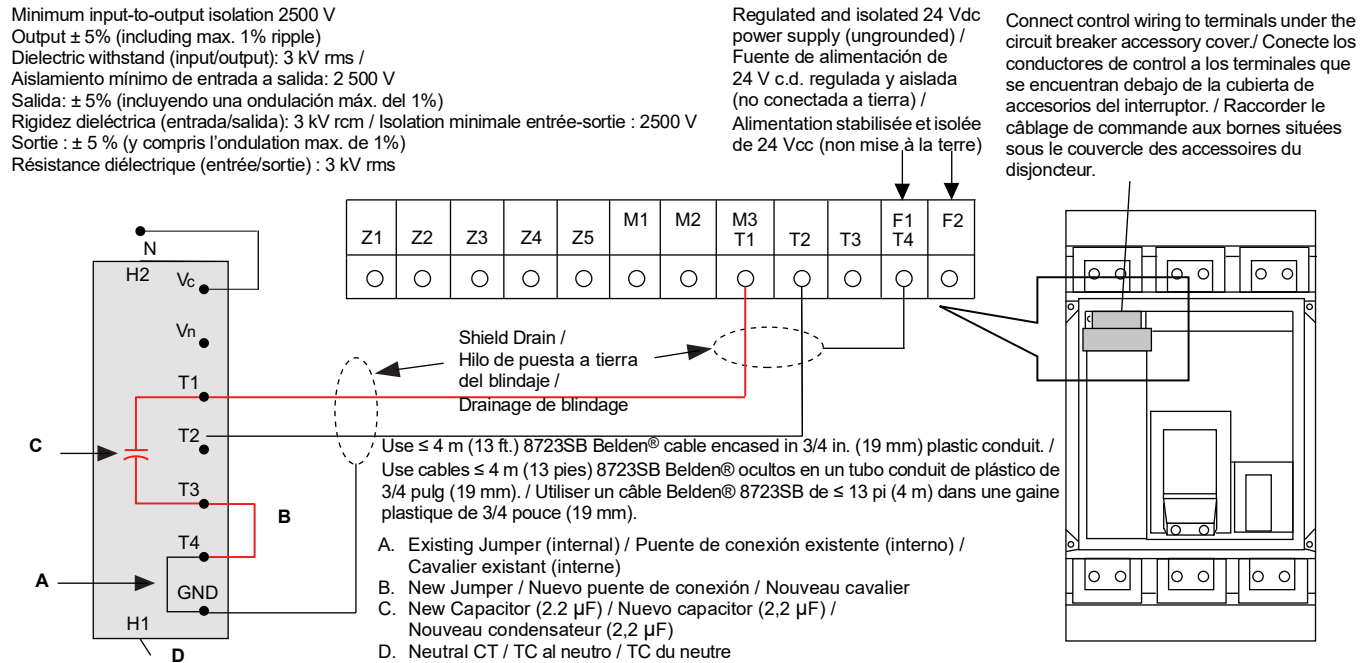 Minimum input-to-output isolation 2500 V
Output ± 5% (including max. 1% ripple)
Dielectric withstand (input/output): 3 kV rms /
Aislamiento mínimo de entrada a salida: 2 500 V
Salida: ± 5% (incluyendo una ondulación máx. del 1%)
Rigidez dieléctrica (entrada/salida): 3 kV rcm / Isolation minimale entrée-sortie : 2500 V
Sortie : ± 5 % (y compris l'ondulation max. de 1%)
Résistance diélectrique (entrée/sortie) : 3 kV rms
Regulated and isolated 24 Vdc
power supply (ungrounded) /
Fuente de alimentación de
24 V c.d. regulada y aislada
(no conectada a tierra) /
Alimentation stabilisée et isolée
de 24 Vcc (non mise à la terre)
Connect control wiring to terminals under the
circuit breaker accessory cover./ Conecte los
conductores de control a los terminales que
se encuentran debajo de la cubierta de
accesorios del interruptor. / Raccorder le
câblage de commande aux bornes situées
sous le couvercle des accessoires du
disjoncteur.
Z1 Z2 Z3 Z4 Z5 M1 M2 M3 T1 T2 T3 F1 T4 F2
N
H2
Vc
Vn
T1
T2
T3
T4
GND
H1
A
B
C
D
Shield Drain /
Hilo de puesta a tierra
del blindaje /
Drainage de blindage
Use ≤ 4 m (13 ft.) 8723SB Belden® cable encased in 3/4 in. (19 mm) plastic conduit. /
Use cables ≤ 4 m (13 pies) 8723SB Belden® ocultos en un tubo conduit de plástico de
3/4 pulg (19 mm). / Utiliser un câble Belden® 8723SB de ≤ 13 pi (4 m) dans une gaine
plastique de 3/4 pouce (19 mm).
A. Existing Jumper (internal) / Puente de conexión existente (interno) /
Cavalier existant (interne)
B. New Jumper / Nuevo puente de conexión / Nouveau cavalier
C. New Capacitor (2.2 µF) / Nuevo capacitor (2,2 µF) /
Nouveau condensateur (2,2 µF)
D. Neutral CT / TC al neutro / TC du neutre